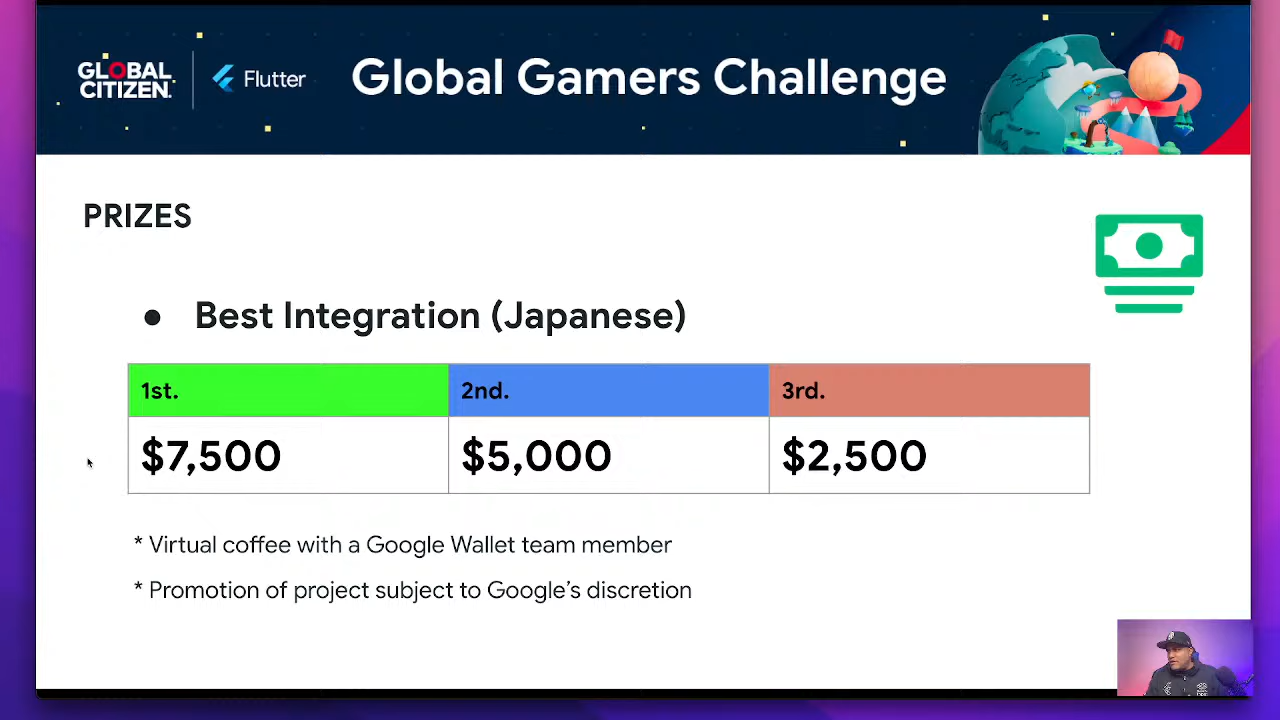 GLOBAL
CITIZEN.
Flutter
Global Gamers Challenge
PRIZES
● Best Integration (Japanese)
1st. 2nd. 3rd.
$7,500 $5,000 $2,500
* Virtual coffee with a Google Wallet team member
* Promotion of project subject to Google’s discretion